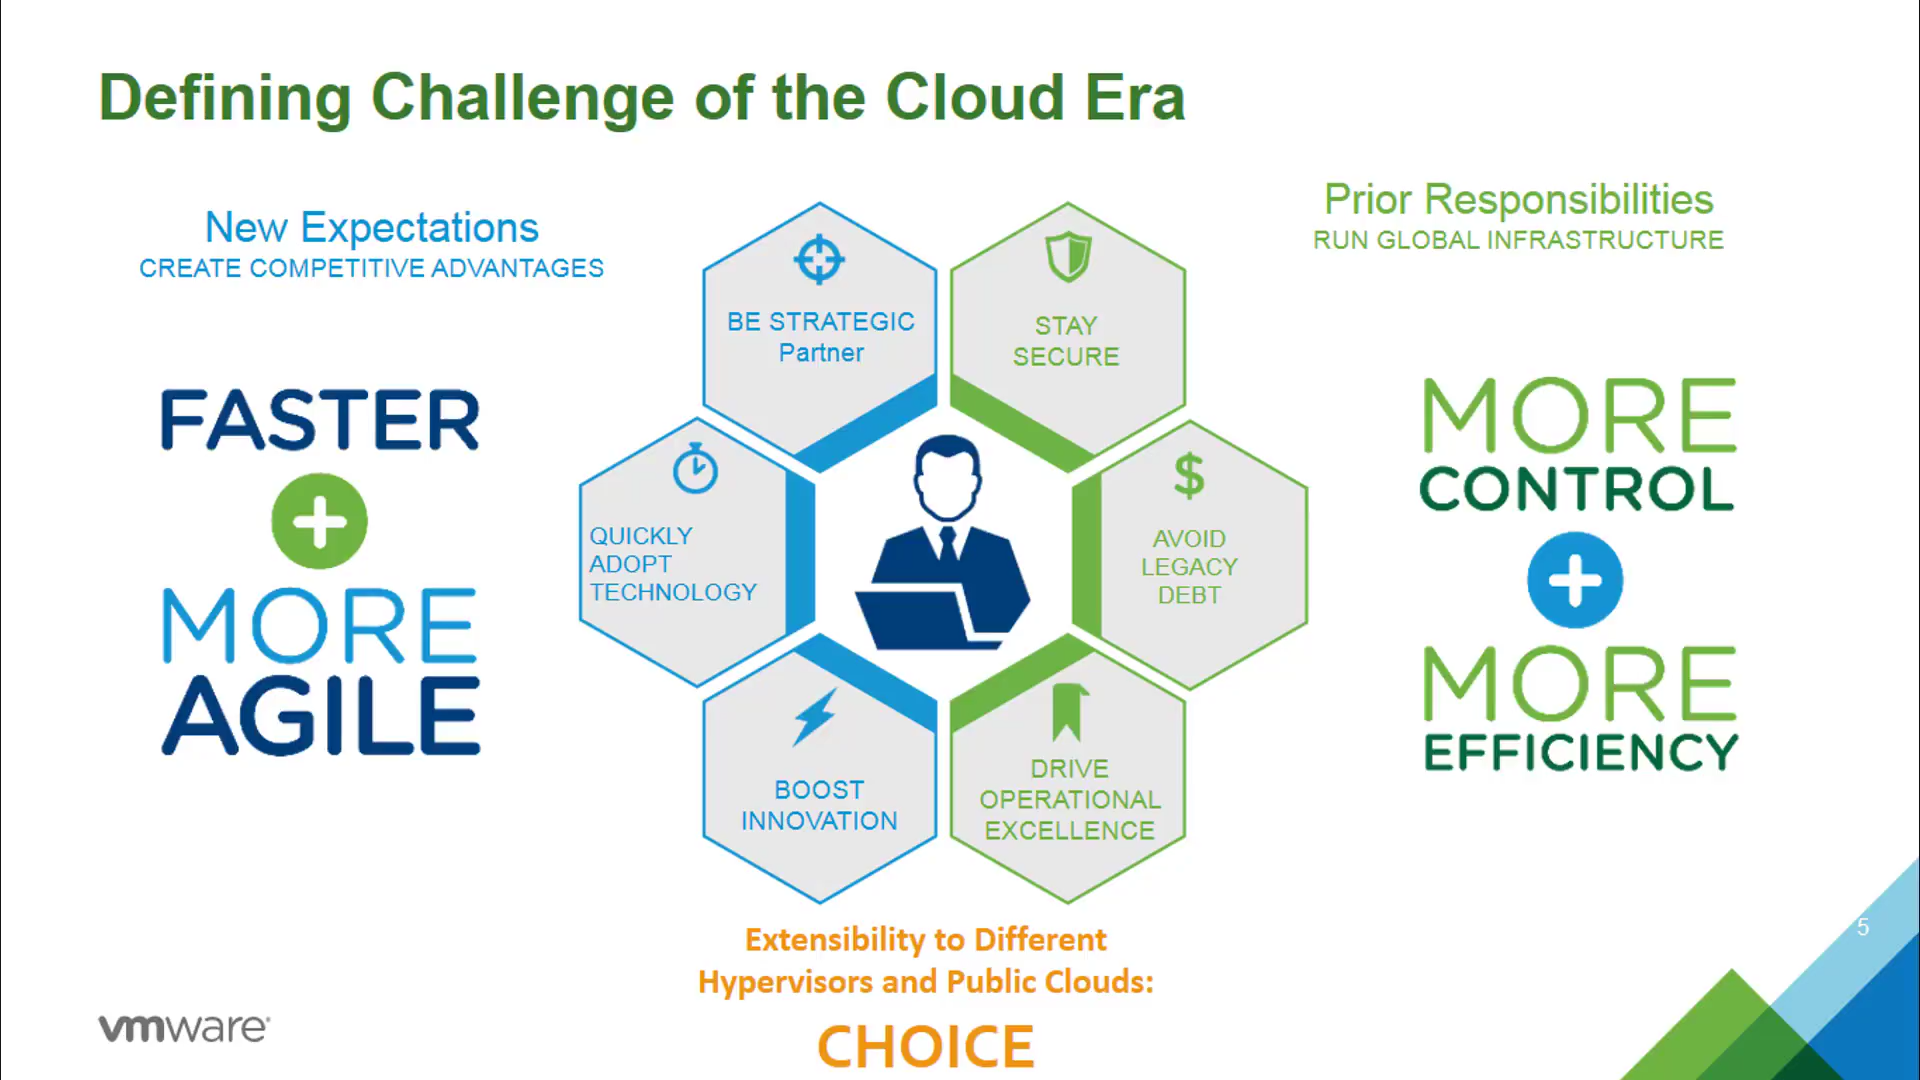 Defining Challenge of the Cloud Era
New Expectations
CREATE COMPETITIVE ADVANTAGES
Prior Responsibilities
RUN GLOBAL INFRASTRUCTURE
FASTER
+
MORE
AGILE
BE STRATEGIC
Partner
STAY
SECURE
QUICKLY
ADOPT
TECHNOLOGY
$
AVOID
LEGACY
DEBT
BOOST
INNOVATION
DRIVE
OPERATIONAL
EXCELLENCE
MORE
CONTROL
+
MORE
EFFICIENCY
Extensibility to Different
Hypervisors and Public Clouds:
CHOICE
vmware®
5